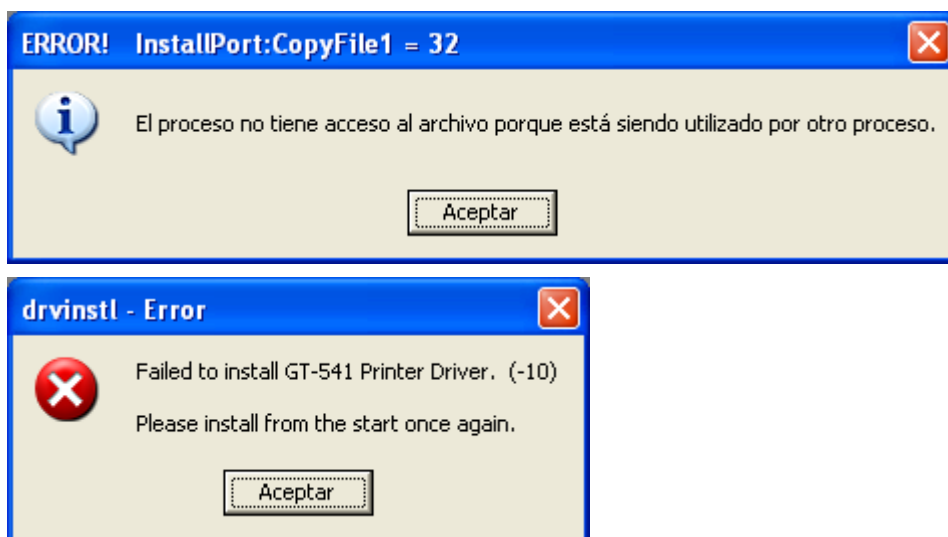 ERROR! InstallPort:CopyFile1 = 32
El proceso no tiene acceso al archivo porque está siendo utilizado por otro proceso.
Aceptar
drvinstl - Error
Failed to install GT-541 Printer Driver. (-10)
Please install from the start once again.
Aceptar